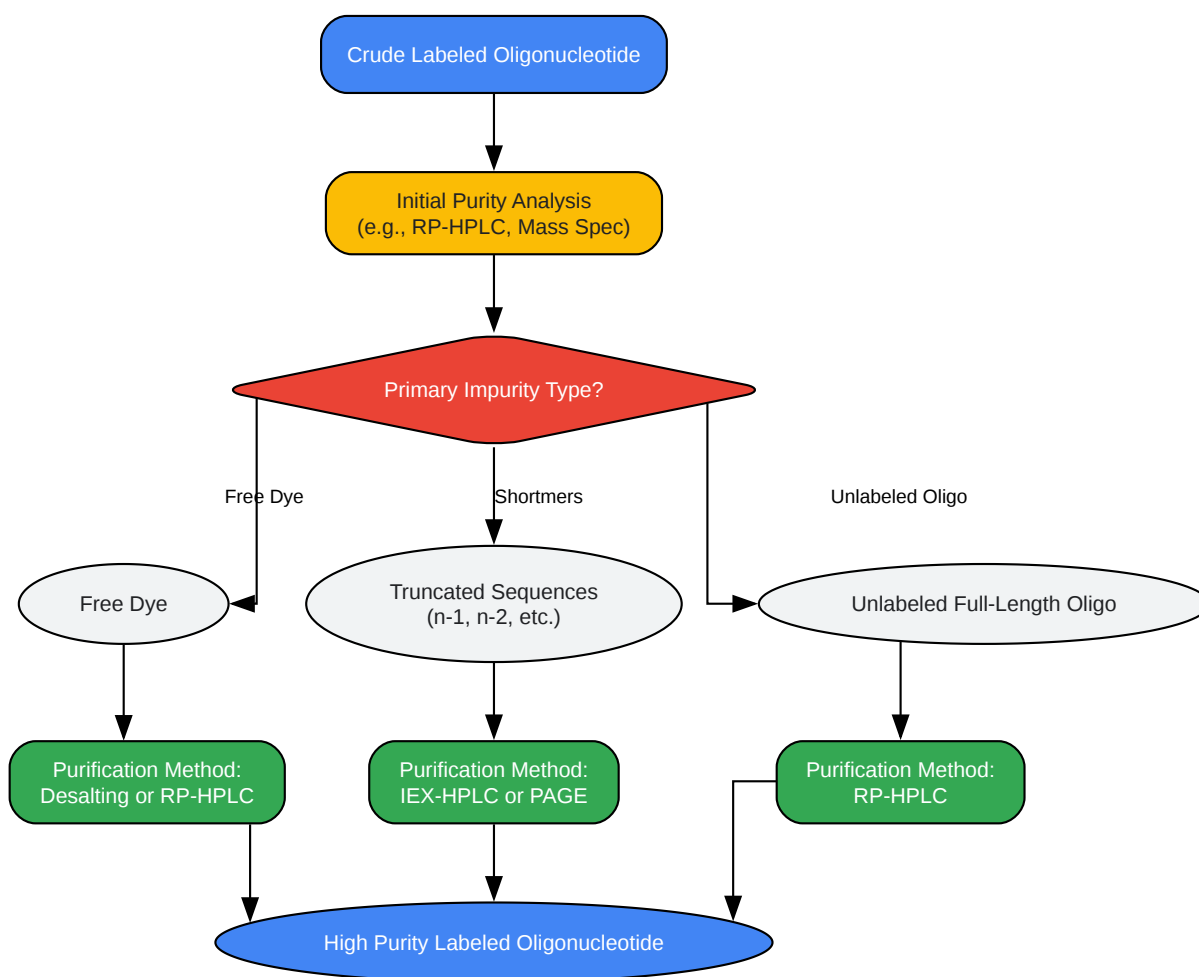 Crude Labeled Oligonucleotide
Initial Purity Analysis
(e.g., RP-HPLC, Mass Spec)
Primary Impurity Type?
Free Dye
Shortmers
Unlabeled Oligo
Free Dye
Truncated Sequences
(n-1, n-2, etc.)
Unlabeled Full-Length Oligo
Purification Method:
Desalting or RP-HPLC
Purification Method:
IEX-HPLC or PAGE
Purification Method:
RP-HPLC
High Purity Labeled Oligonucleotide